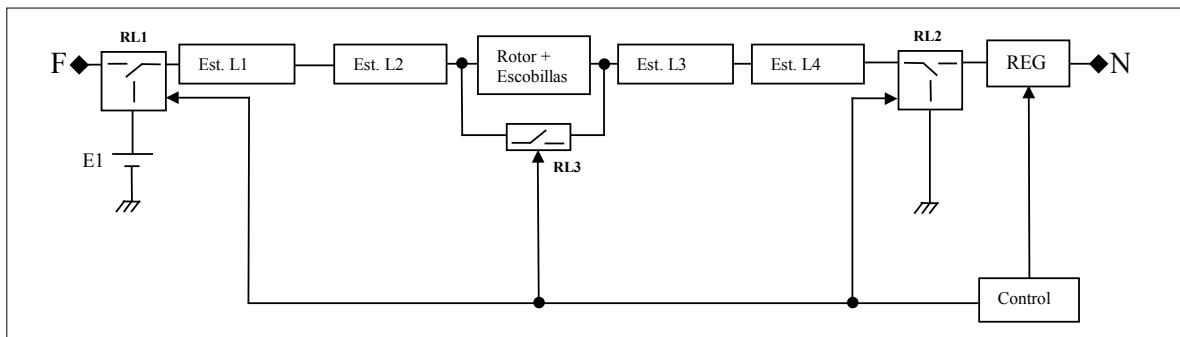 RL1
RL2
F
Est. L1
Est. L2
Rotor +
Escobillas
Est. L3
Est. L4
REG
N
E1
RL3
Control